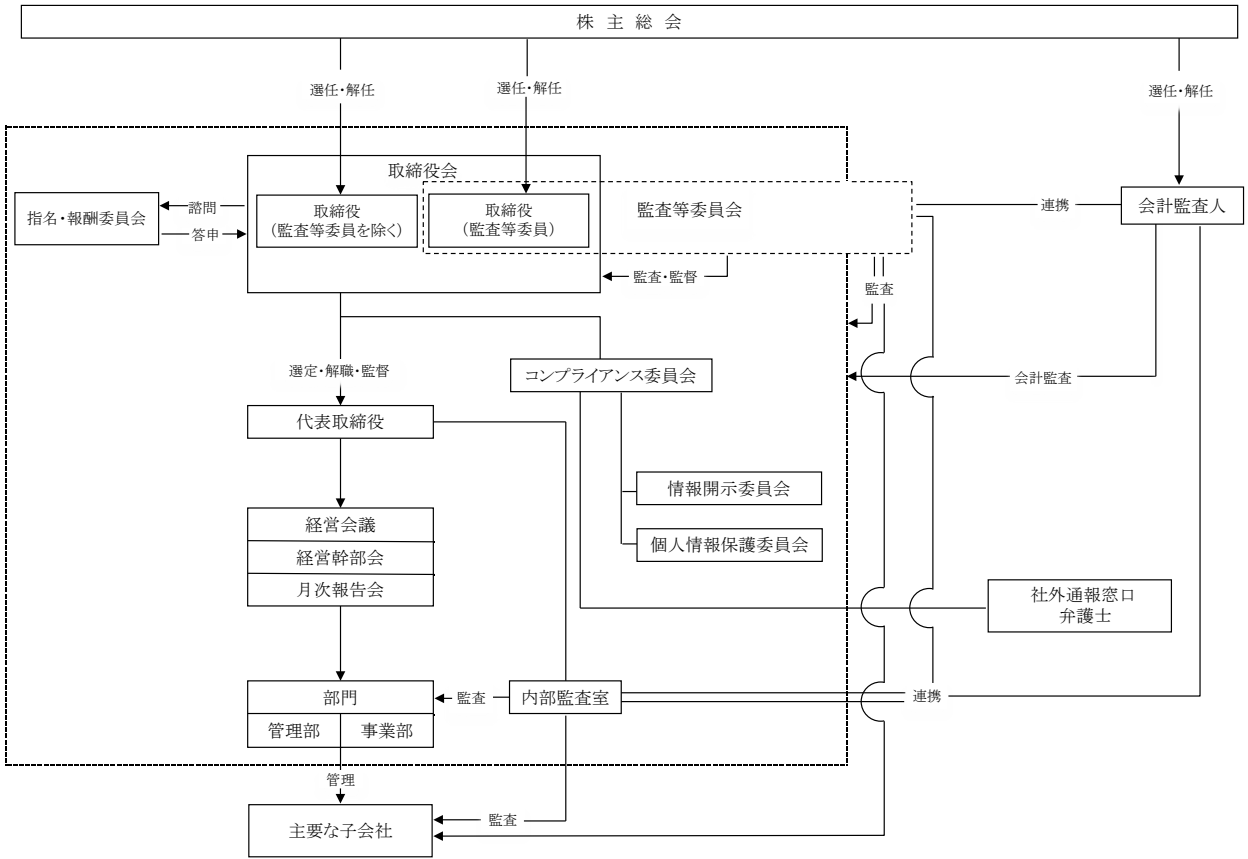 株 主 総 会
選任・解任
選任・解任
選任・解任
取締役会
指名・報酬委員会
諮問
答申
取締役
(監査等委員を除く)
取締役
(監査等委員)
監査等委員会
連携
会計監査人
監査・監督
監査
選定・解職・監督
コンプライアンス委員会
会計監査
代表取締役
情報開示委員会
経営会議
個人情報保護委員会
経営幹部会
月次報告会
社外通報窓口
弁護士
部門
監査
内部監査室
連携
管理部
事業部
管理
主要な子会社
監査